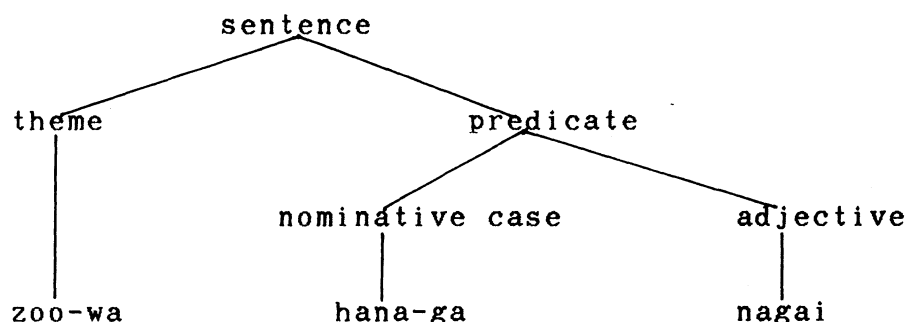 sentence
theme predicate
nominative case adjective
zoo-wa hana-ga nagai